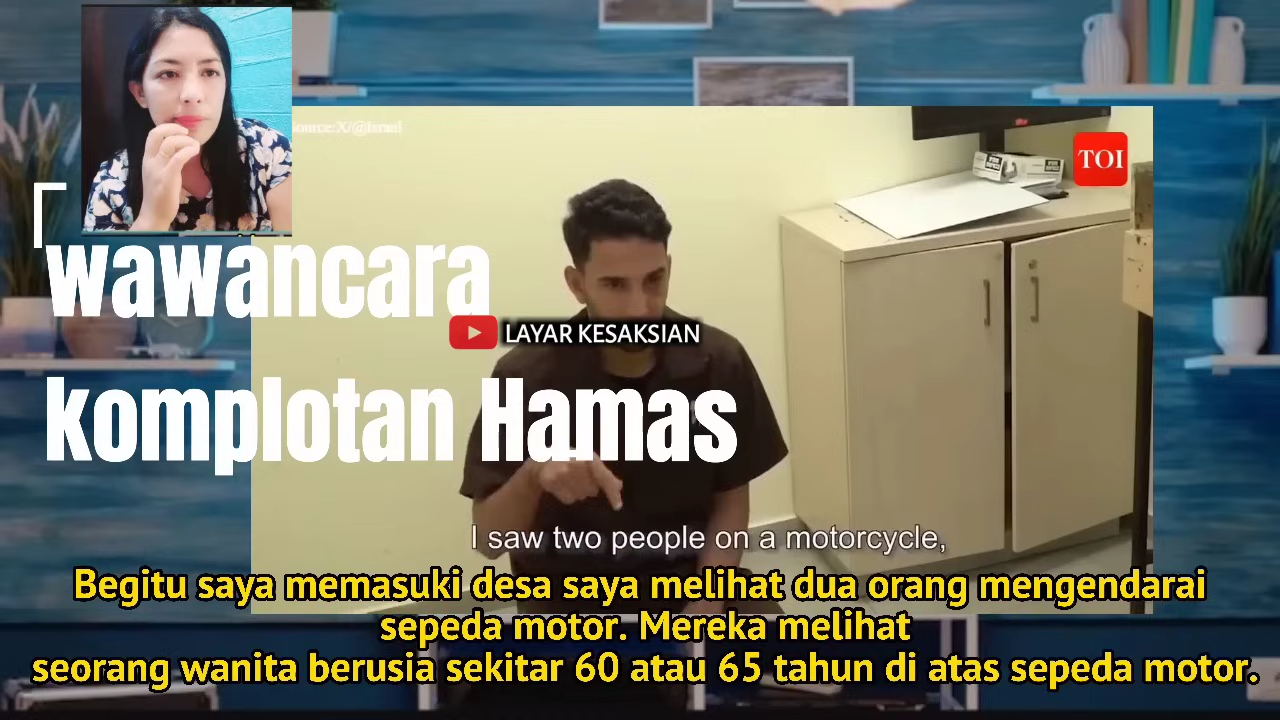 Source:X/@Israel
TOI
wawancara
LAYAR KESAKSIAN
komplotan Hamas
I saw two people on a motorcycle,
Begitu saya memasuki desa saya melihat dua orang mengendarai
sepeda motor. Mereka melihat
seorang wanita berusia sekitar 60 atau 65 tahun di atas sepeda motor.